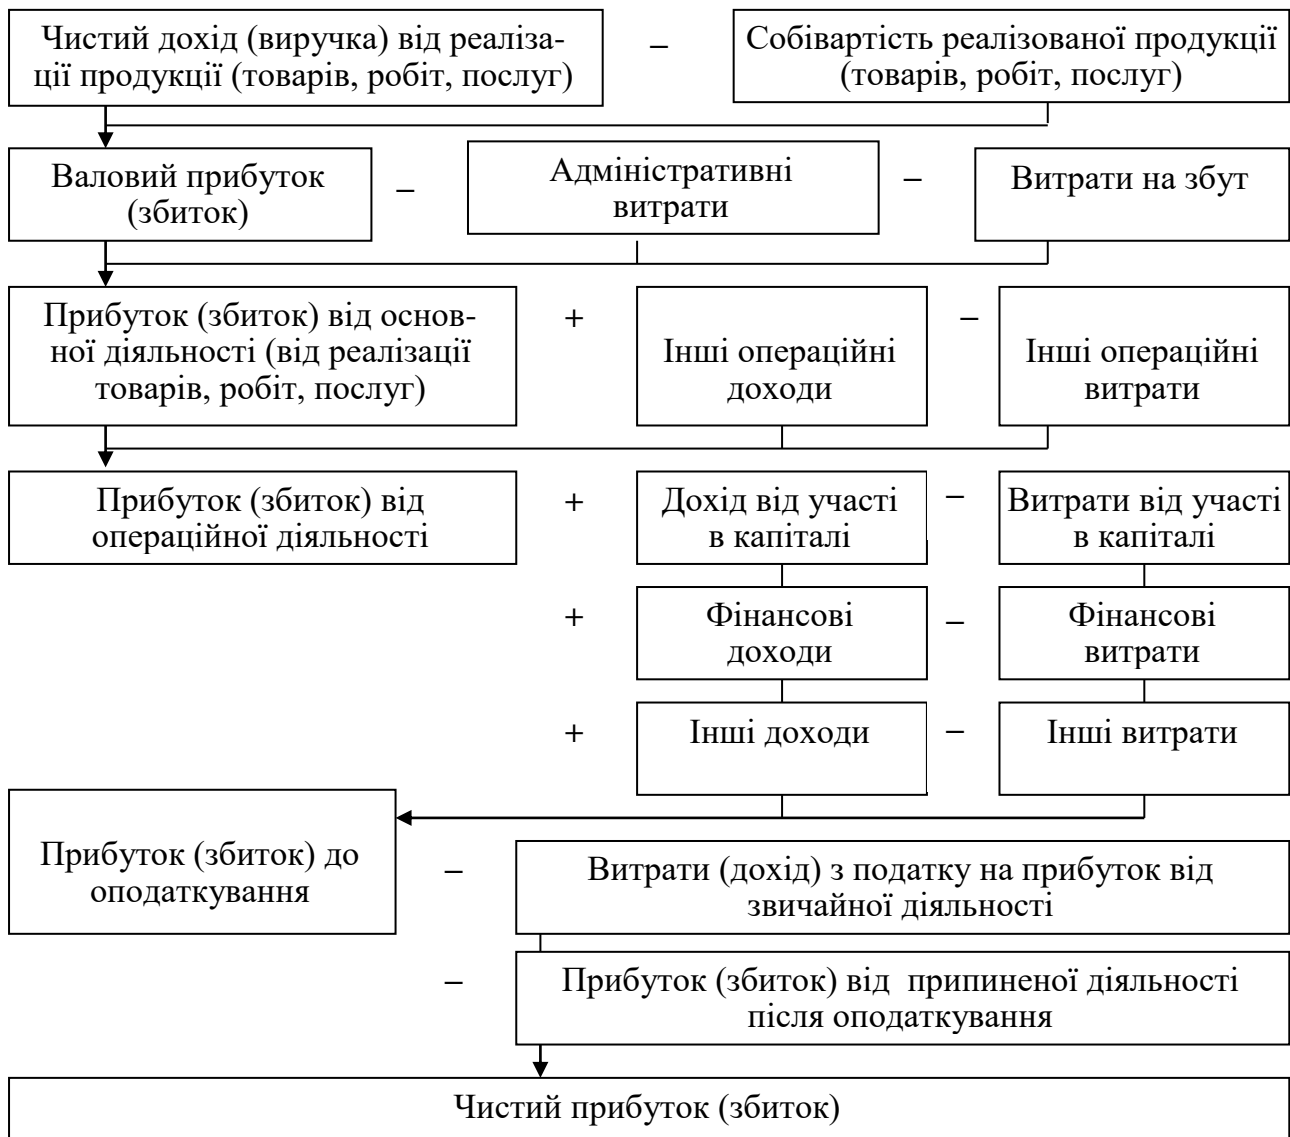 Чистий дохід (виручка) від реаліза-
ції продукції (товарів, робіт, послуг)
–
Собівартість реалізованої продукції
(товарів, робіт, послуг)
Валовий прибуток
(збиток)
–
Адміністративні
витрати
–
Витрати на збут
Прибуток (збиток) від основ-
ної діяльності (від реалізації
товарів, робіт, послуг)
+
Інші операційні
доходи
–
Інші операційні
витрати
Прибуток (збиток) від
операційної діяльності
+
Дохід від участі
в капіталі
–
Витрати від участі
в капіталі
+
Фінансові
доходи
–
Фінансові
витрати
+
Інші доходи
–
Інші витрати
Прибуток (збиток) до
оподаткування
–
Витрати (дохід) з податку на прибуток від
звичайної діяльності
–
Прибуток (збиток) від  припиненої діяльності
після оподаткування
Чистий прибуток (збиток)